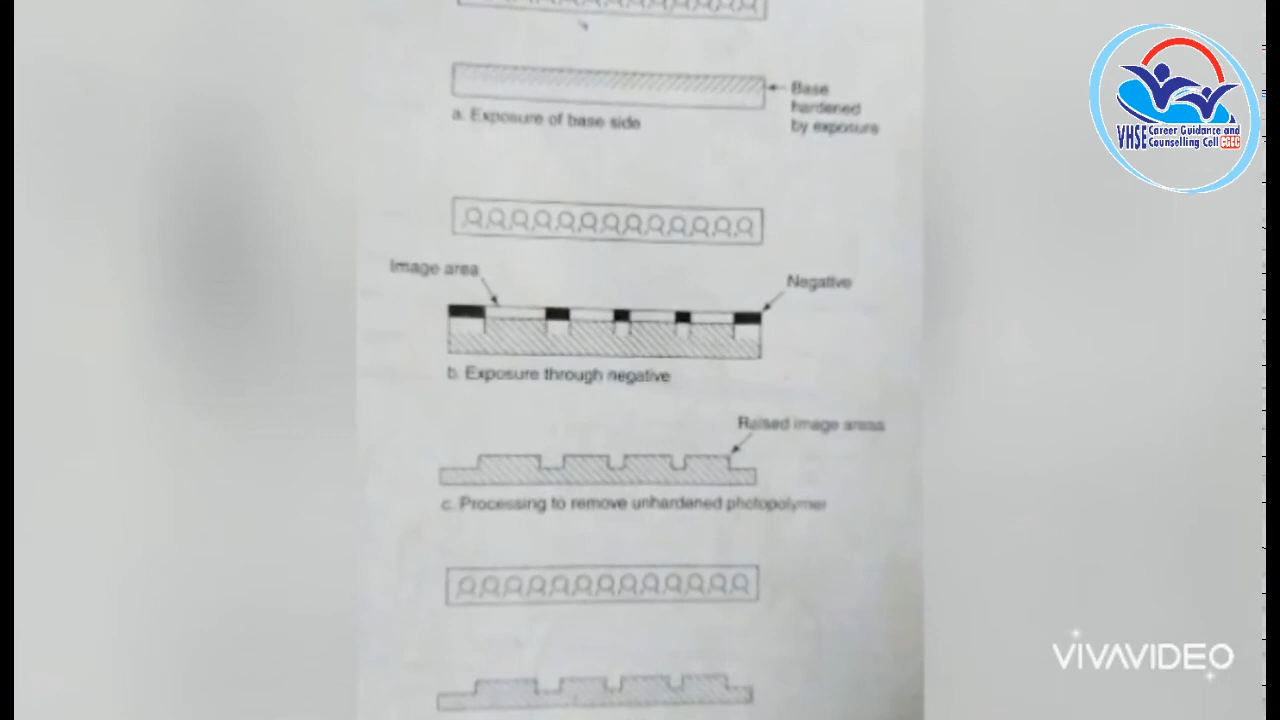 Base
hardened
by exposure
a. Exposure of base side
Image area
Negative
b. Exposure through negative
Raised image areas
c. Processing to remove unhardened photopolymer
VHSE Career Guidance and
Counselling Cell CGCC
VIVAVIDEO